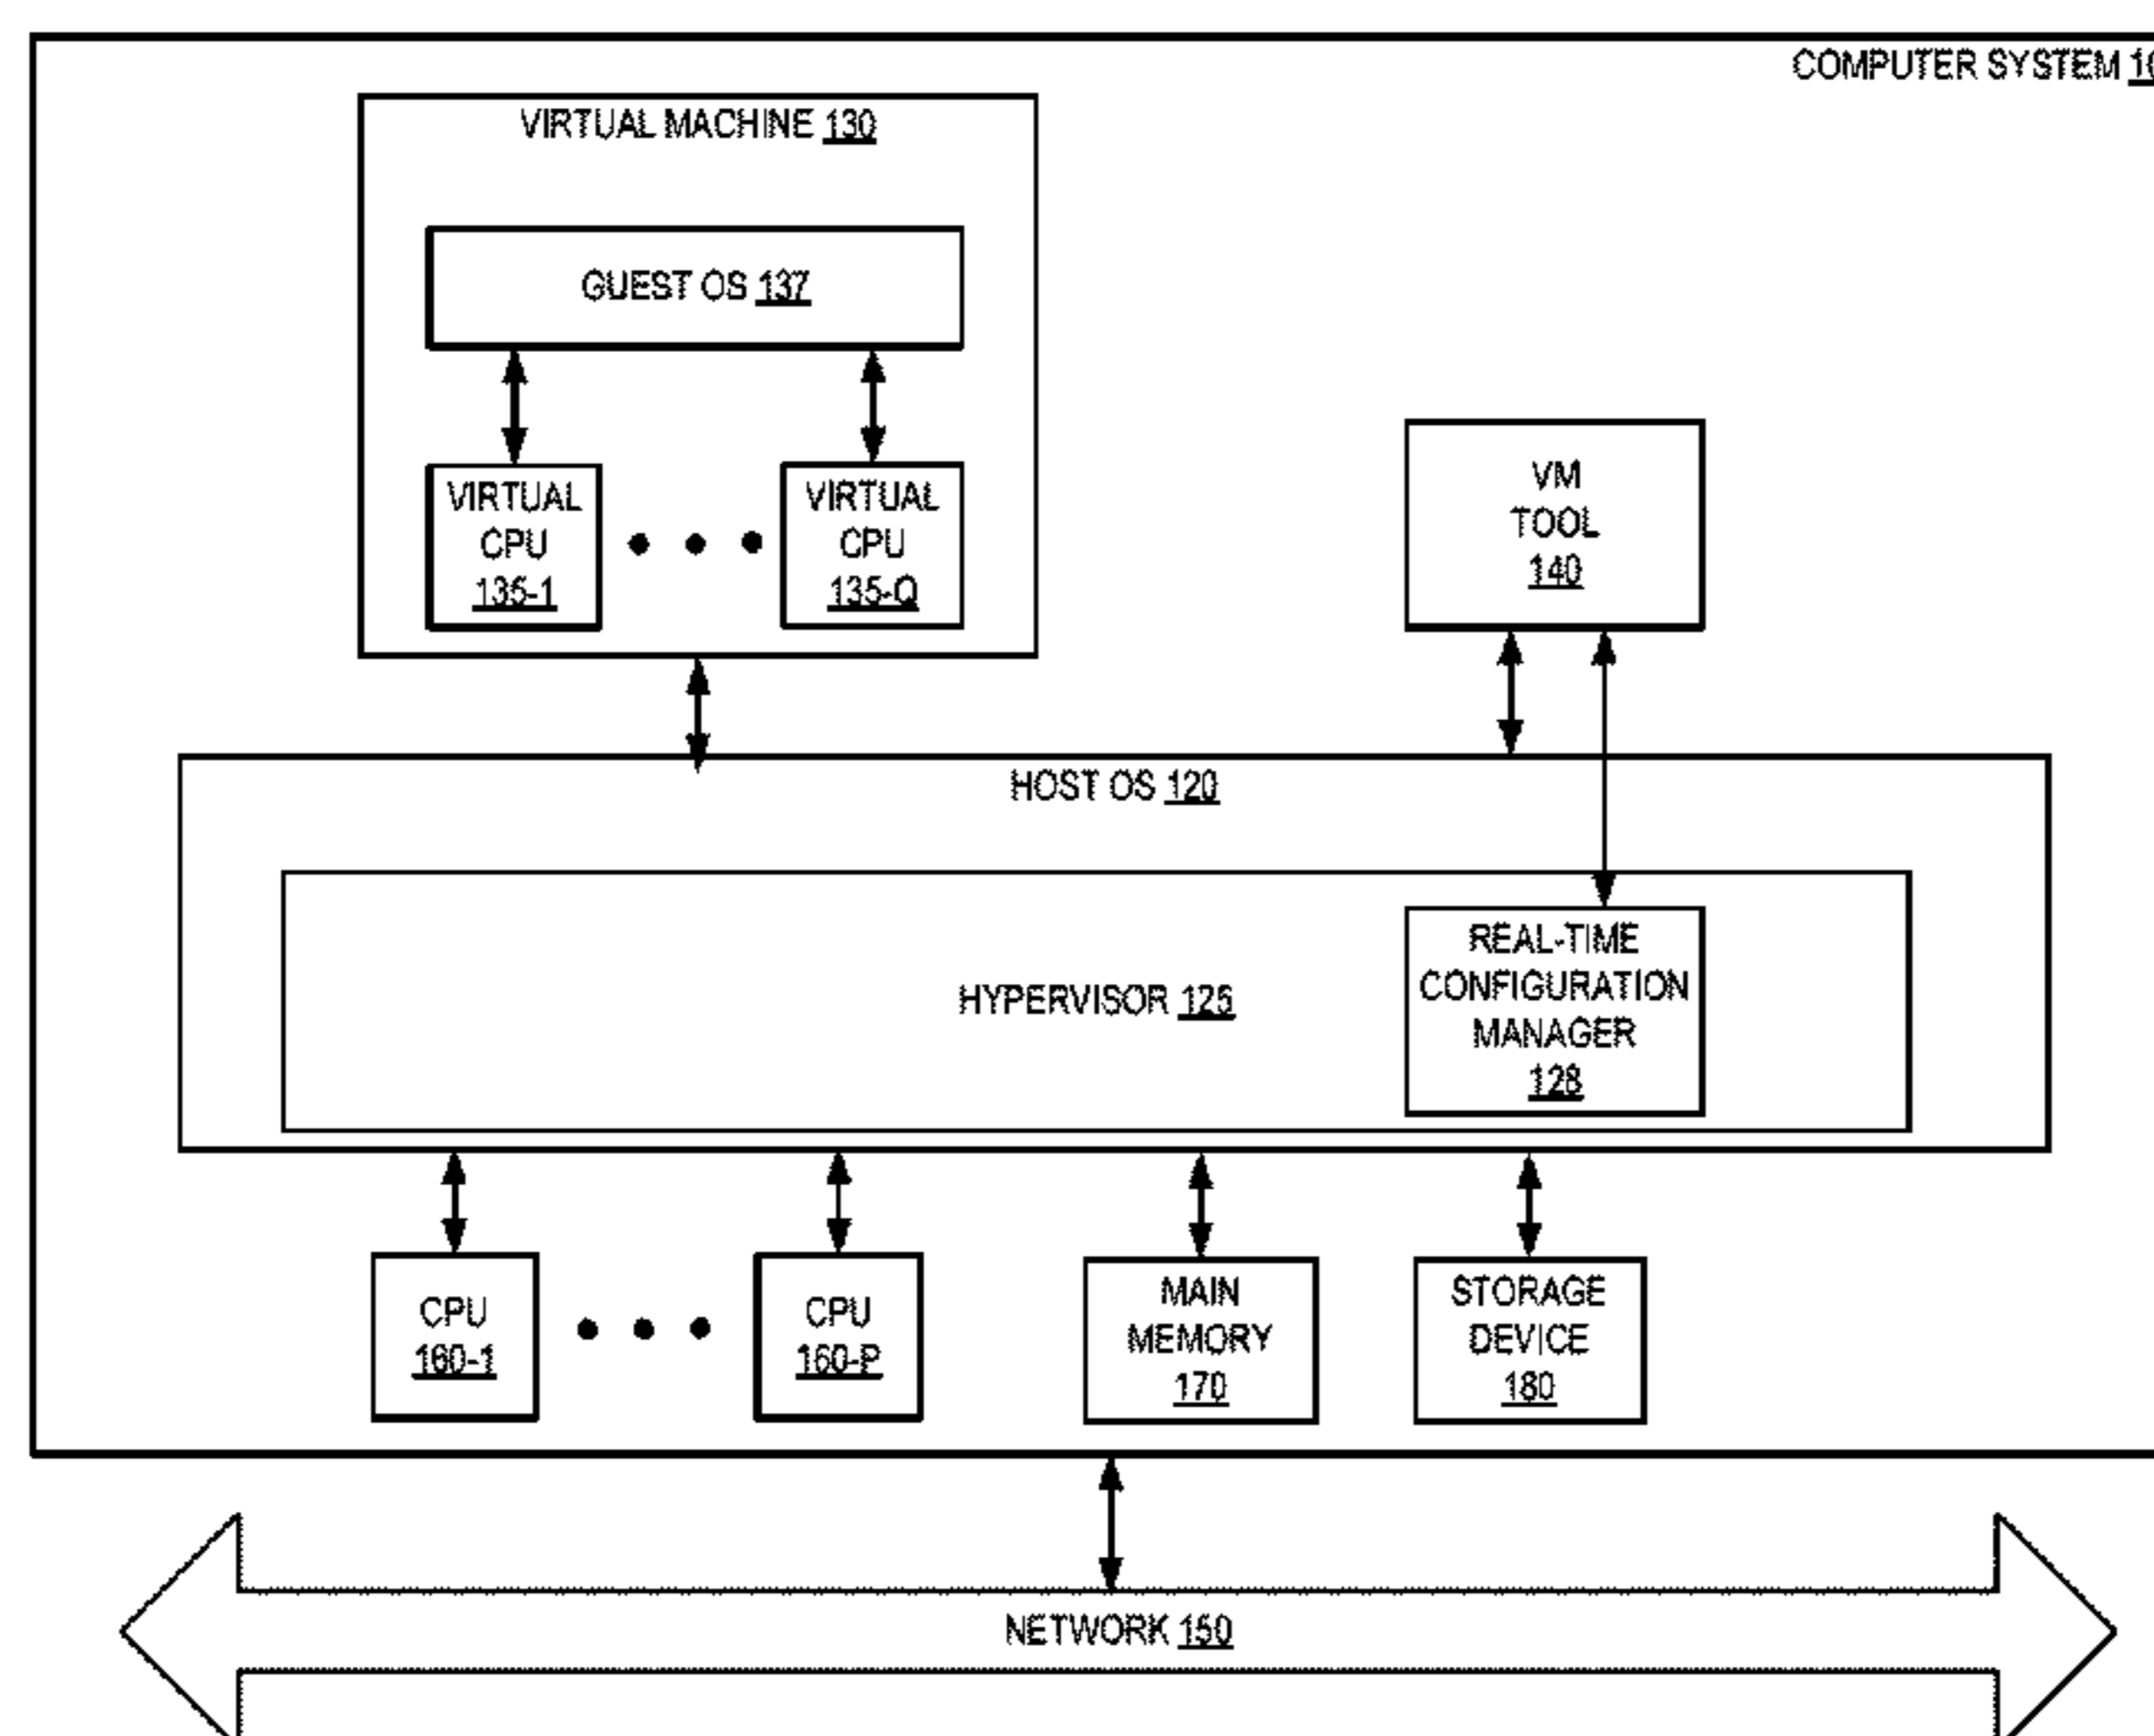 COMPUTER SYSTEM
VIRTUAL MACHINE 130
GUEST OS 137
VIRTUAL
CPU
135-1
VIRTUAL
CPU
135-Q
VM
TOOL
140
HOST OS 120
HYPERVISOR 125
REAL-TIME
CONFIGURATION
MANAGER
128
CPU
160-1
CPU
160-P
MAIN
MEMORY
170
STORAGE
DEVICE
180
NETWORK 150